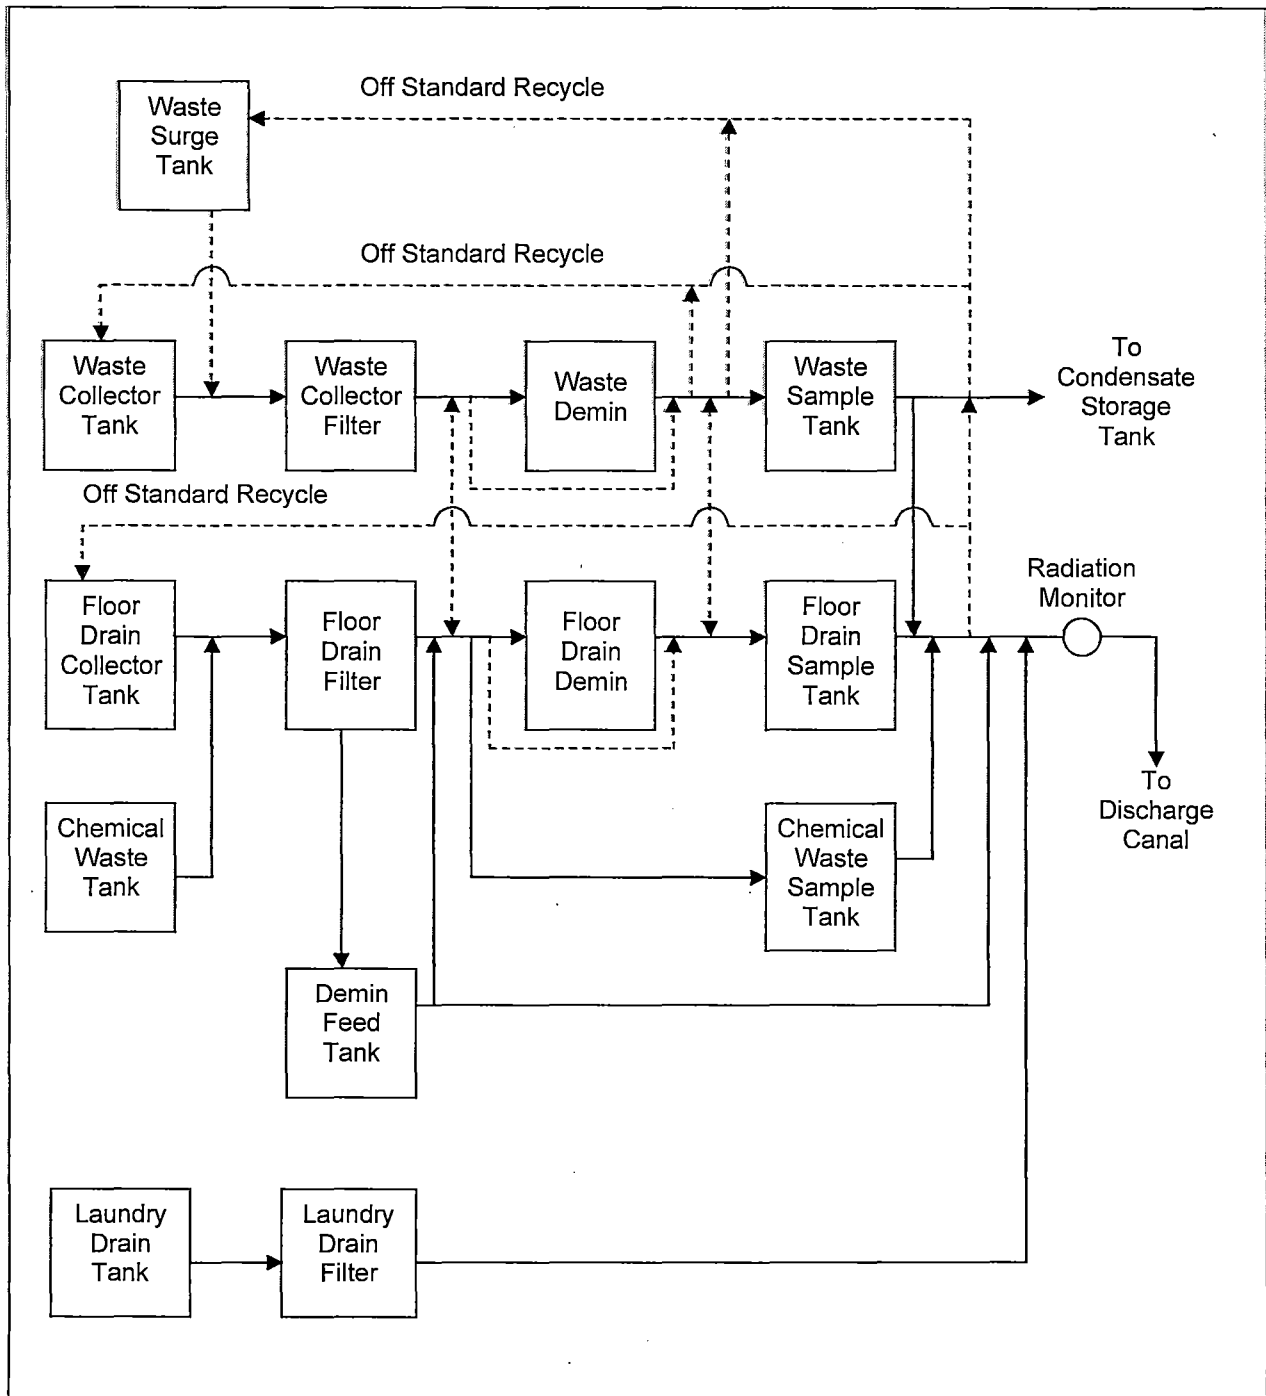 Off Standard Recycle
Waste
Surge
Tank
Off Standard Recycle
Waste
Collector
Tank
Waste
Collector
Filter
Waste
Demin
Waste
Sample
Tank
To
Condensate
Storage
Tank
Off Standard Recycle
Floor
Drain
Collector
Tank
Floor
Drain
Filter
Floor
Drain
Demin
Floor
Drain
Sample
Tank
Radiation
Monitor
To
Discharge
Canal
Chemical
Waste
Tank
Chemical
Waste
Sample
Tank
Demin
Feed
Tank
Laundry
Drain
Tank
Laundry
Drain
Filter